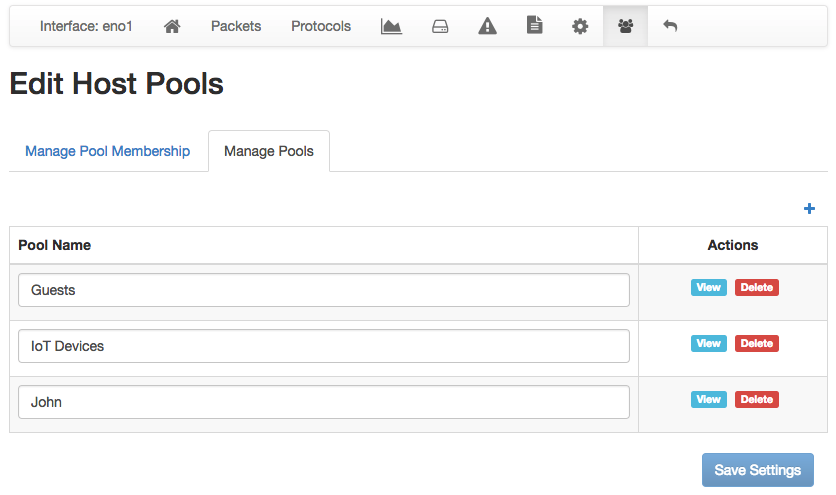 Interface: eno1 Packets Protocols
Edit Host Pools
Manage Pool Membership Manage Pools
+
Pool Name Actions
Guests View Delete
IoT Devices View Delete
John View Delete
Save Settings